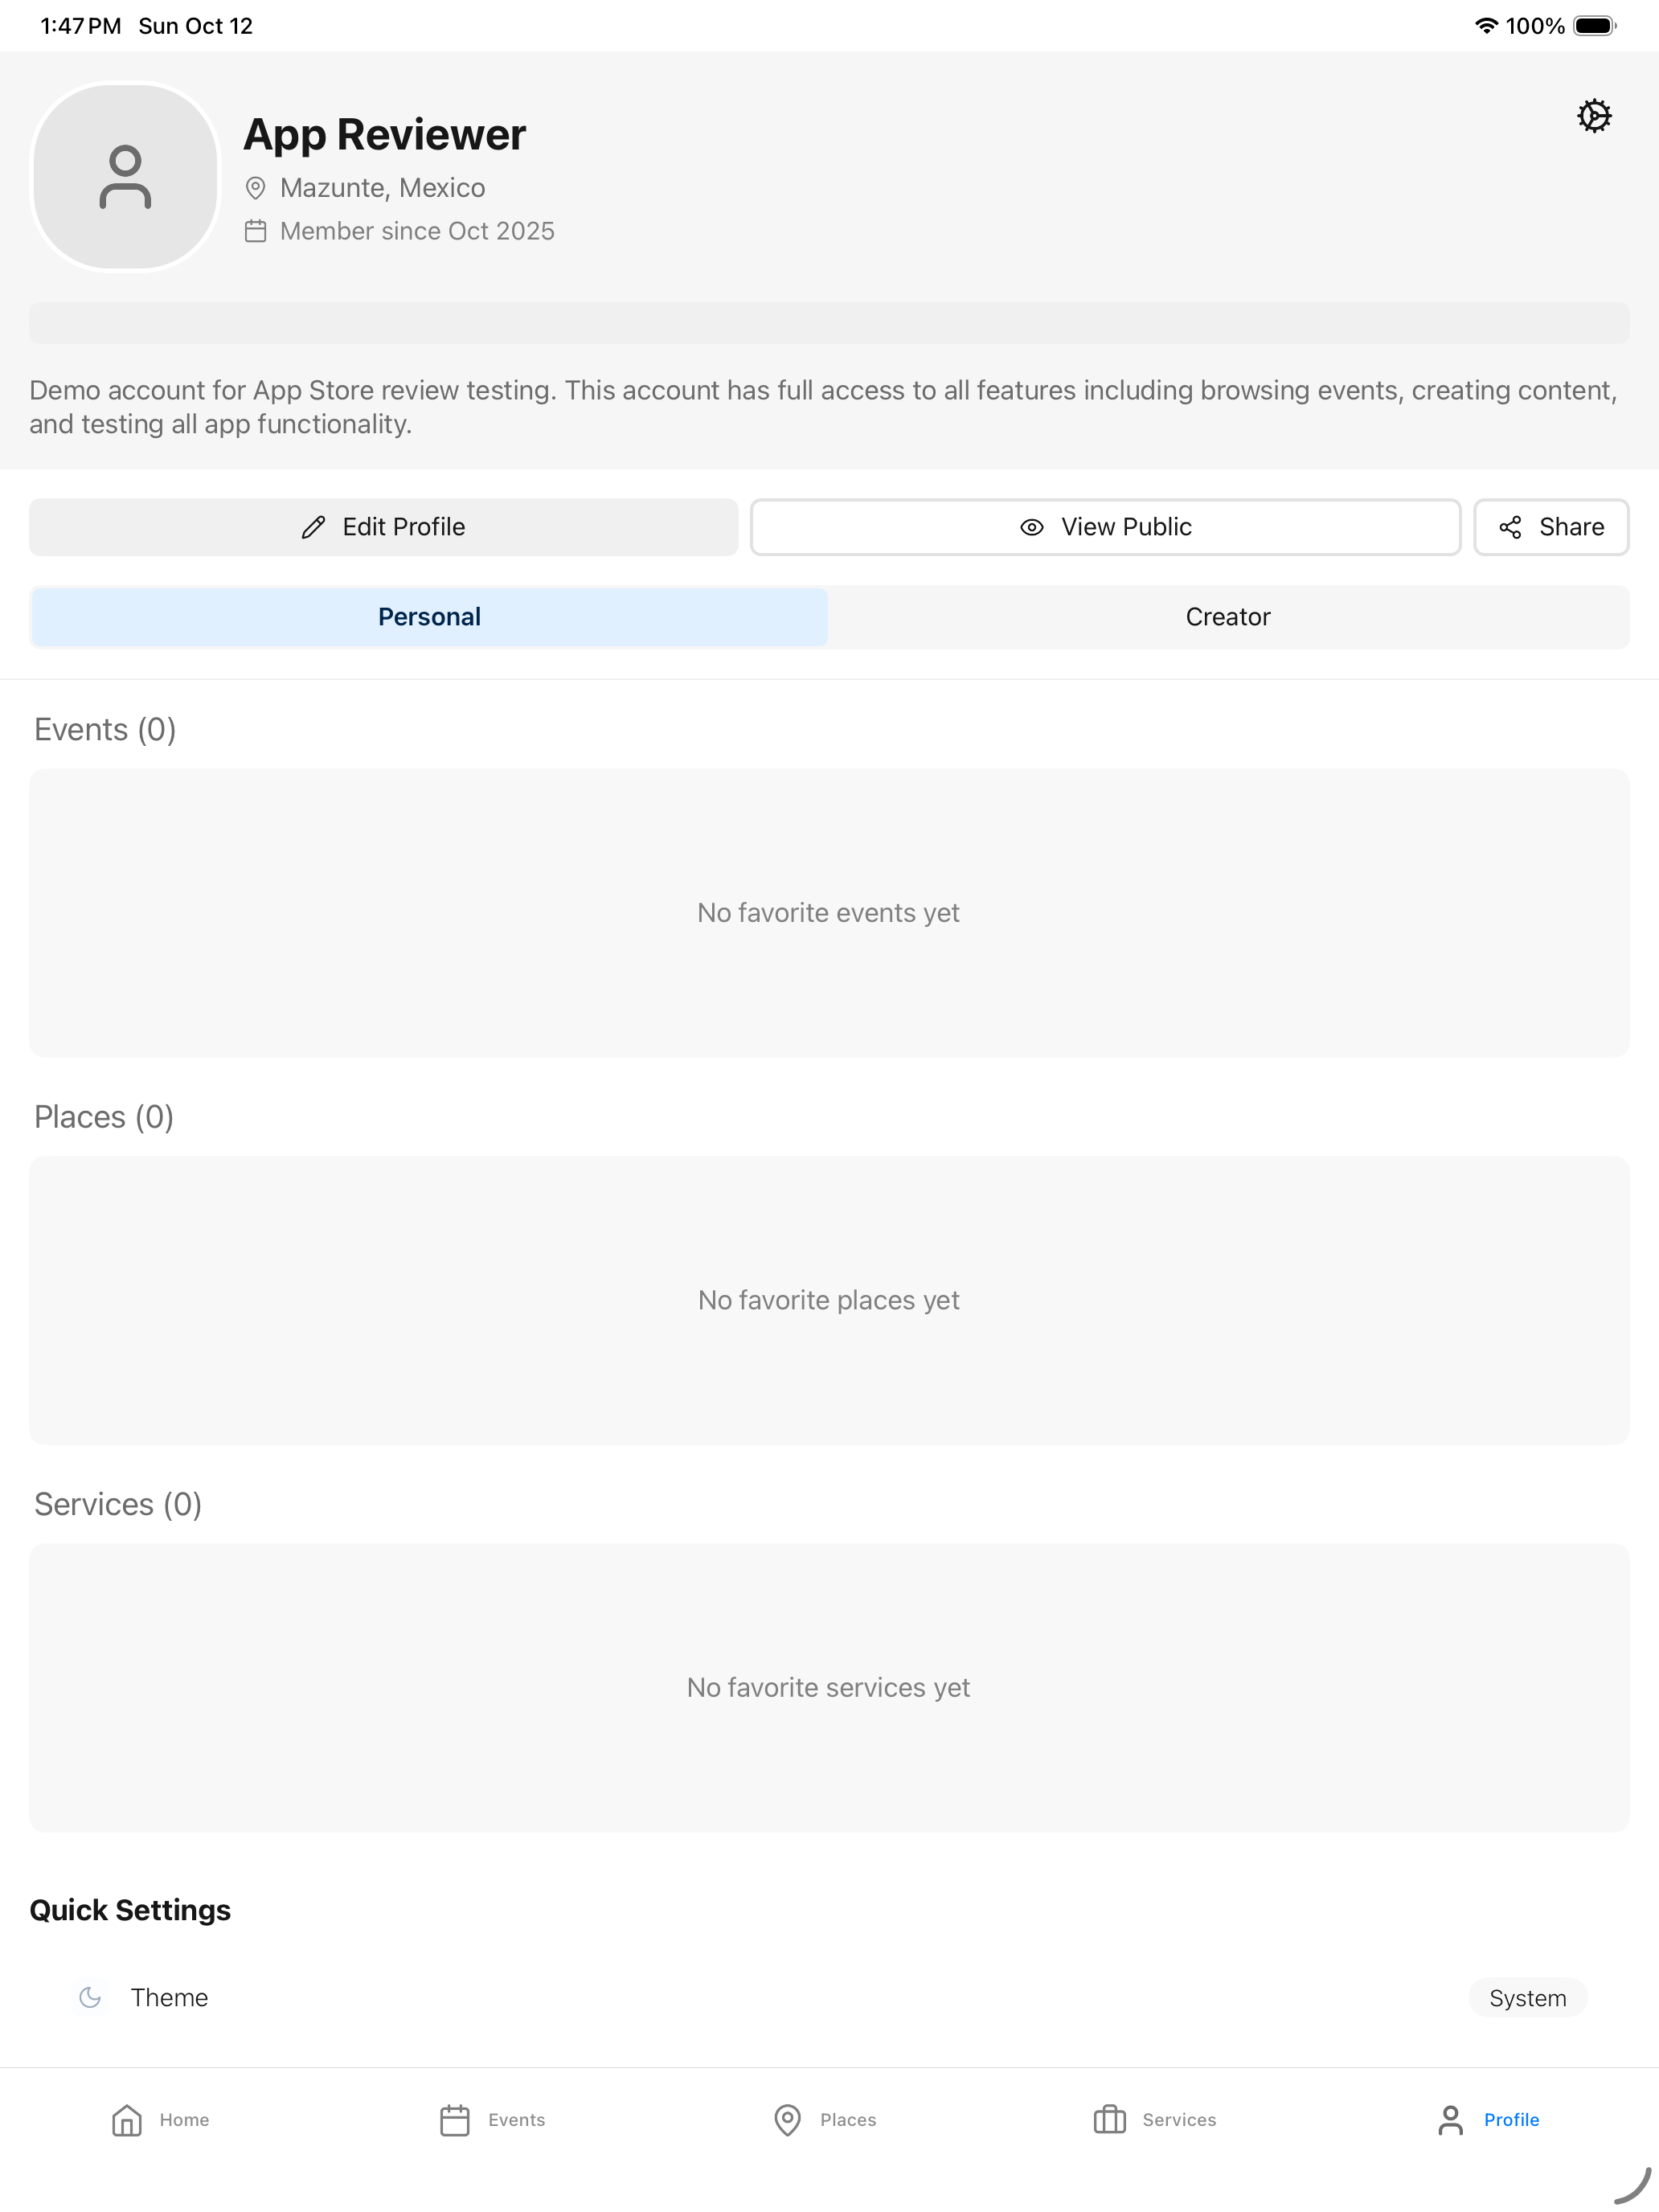 1:47 PM Sun Oct 12
100%
App Reviewer
Mazunte, Mexico
Member since Oct 2025
Demo account for App Store review testing. This account has full access to all features including browsing events, creating content,
and testing all app functionality.
Edit Profile
View Public
Share
Personal
Creator
Events (0)
No favorite events yet
Places (0)
No favorite places yet
Services (0)
No favorite services yet
Quick Settings
Theme
System
Home
Events
Places
Services
Profile